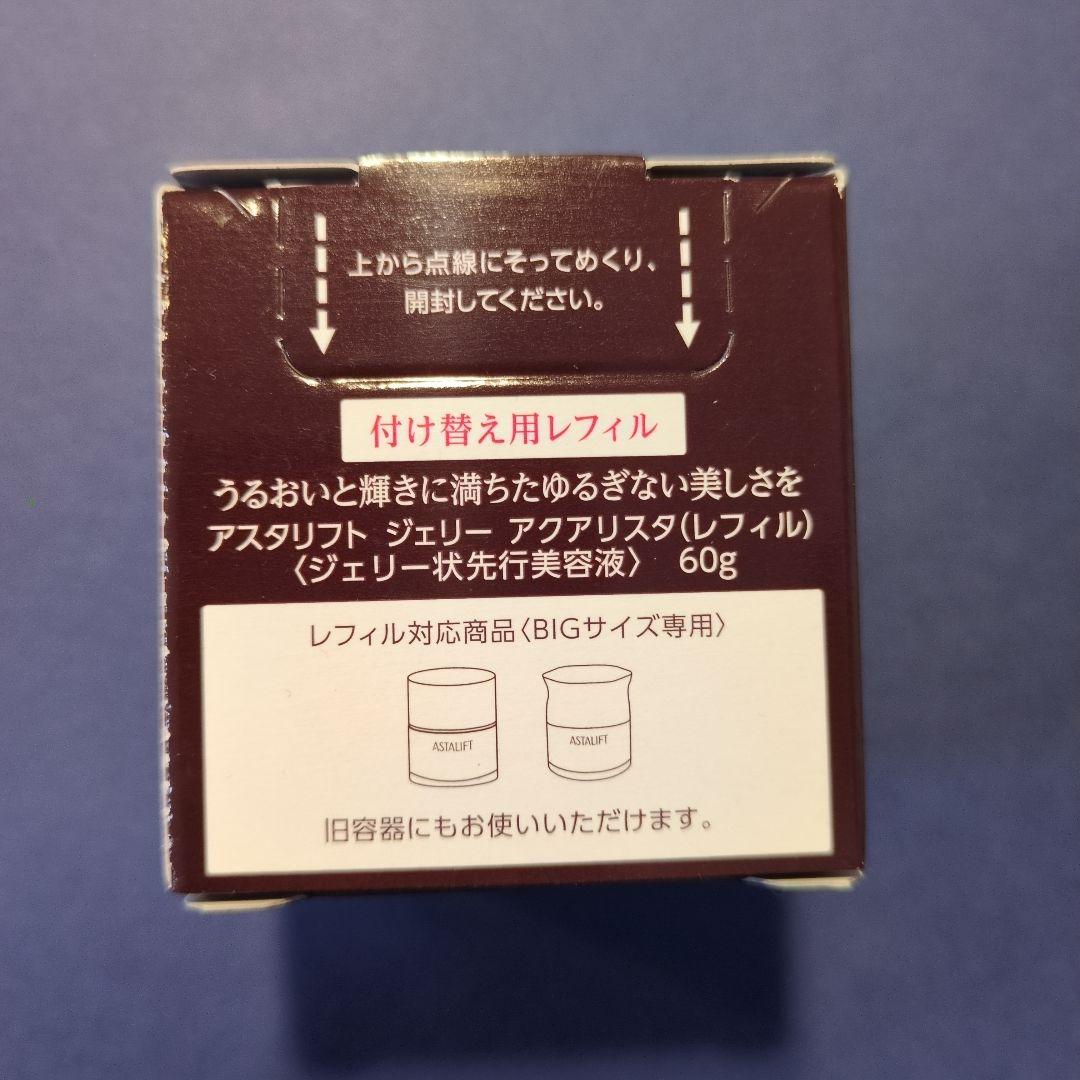 上から点線にそってめくり、
開封してください。
付け替え用レフィル
うるおいと輝きに満ちたゆるぎない美しさを
アスタリフト ジェリー アクアリスタ(レフィル)
〈ジェリー状先行美容液〉 60g
レフィル対応商品〈BIGサイズ専用〉
ASTALIFT ASTALIFT
旧容器にもお使いいただけます。